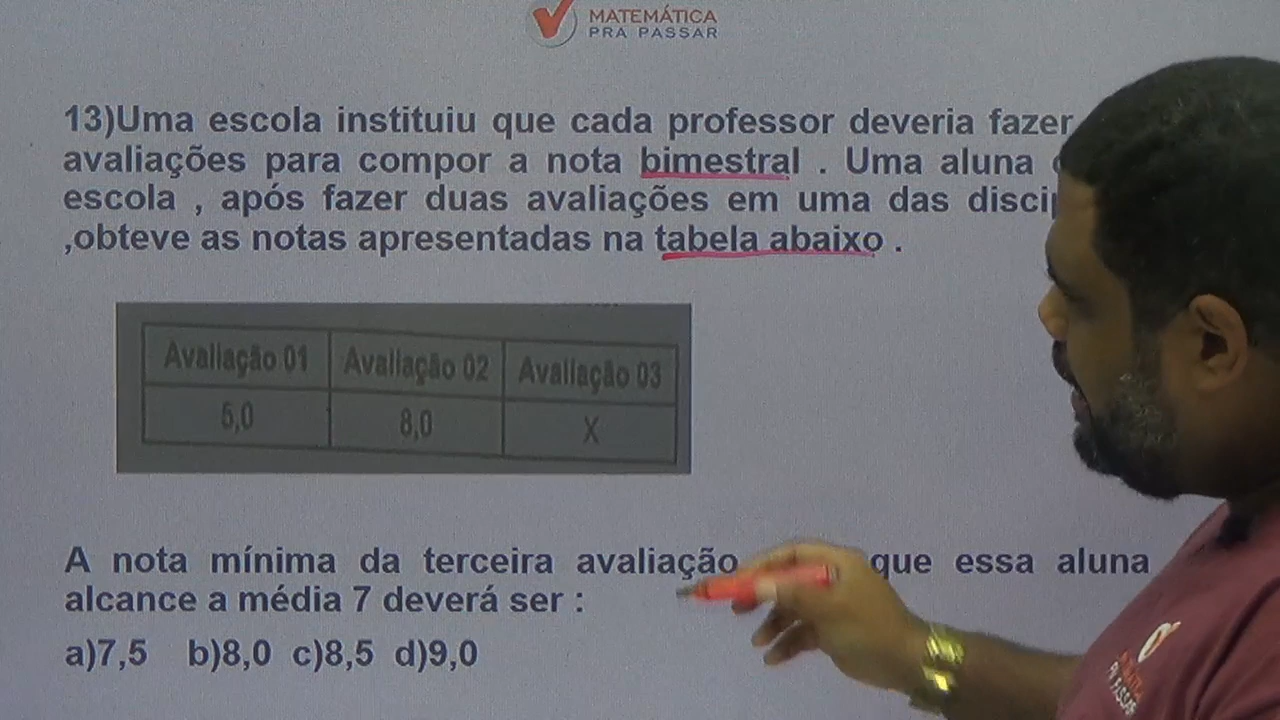 MATEMÁTICA
PRA PASSAR
13)Uma escola instituiu que cada professor deveria fazer
avaliações para compor a nota bimestral . Uma aluna
escola , após fazer duas avaliações em uma das
,obteve as notas apresentadas na tabela abaixo .
Avaliação 01 Avaliação 02 Avaliação 03
5,0 8,0 X
A nota mínima da terceira avaliação que essa aluna
alcance a média 7 deverá ser :
a)7,5 b)8,0 c)8,5 d)9,0